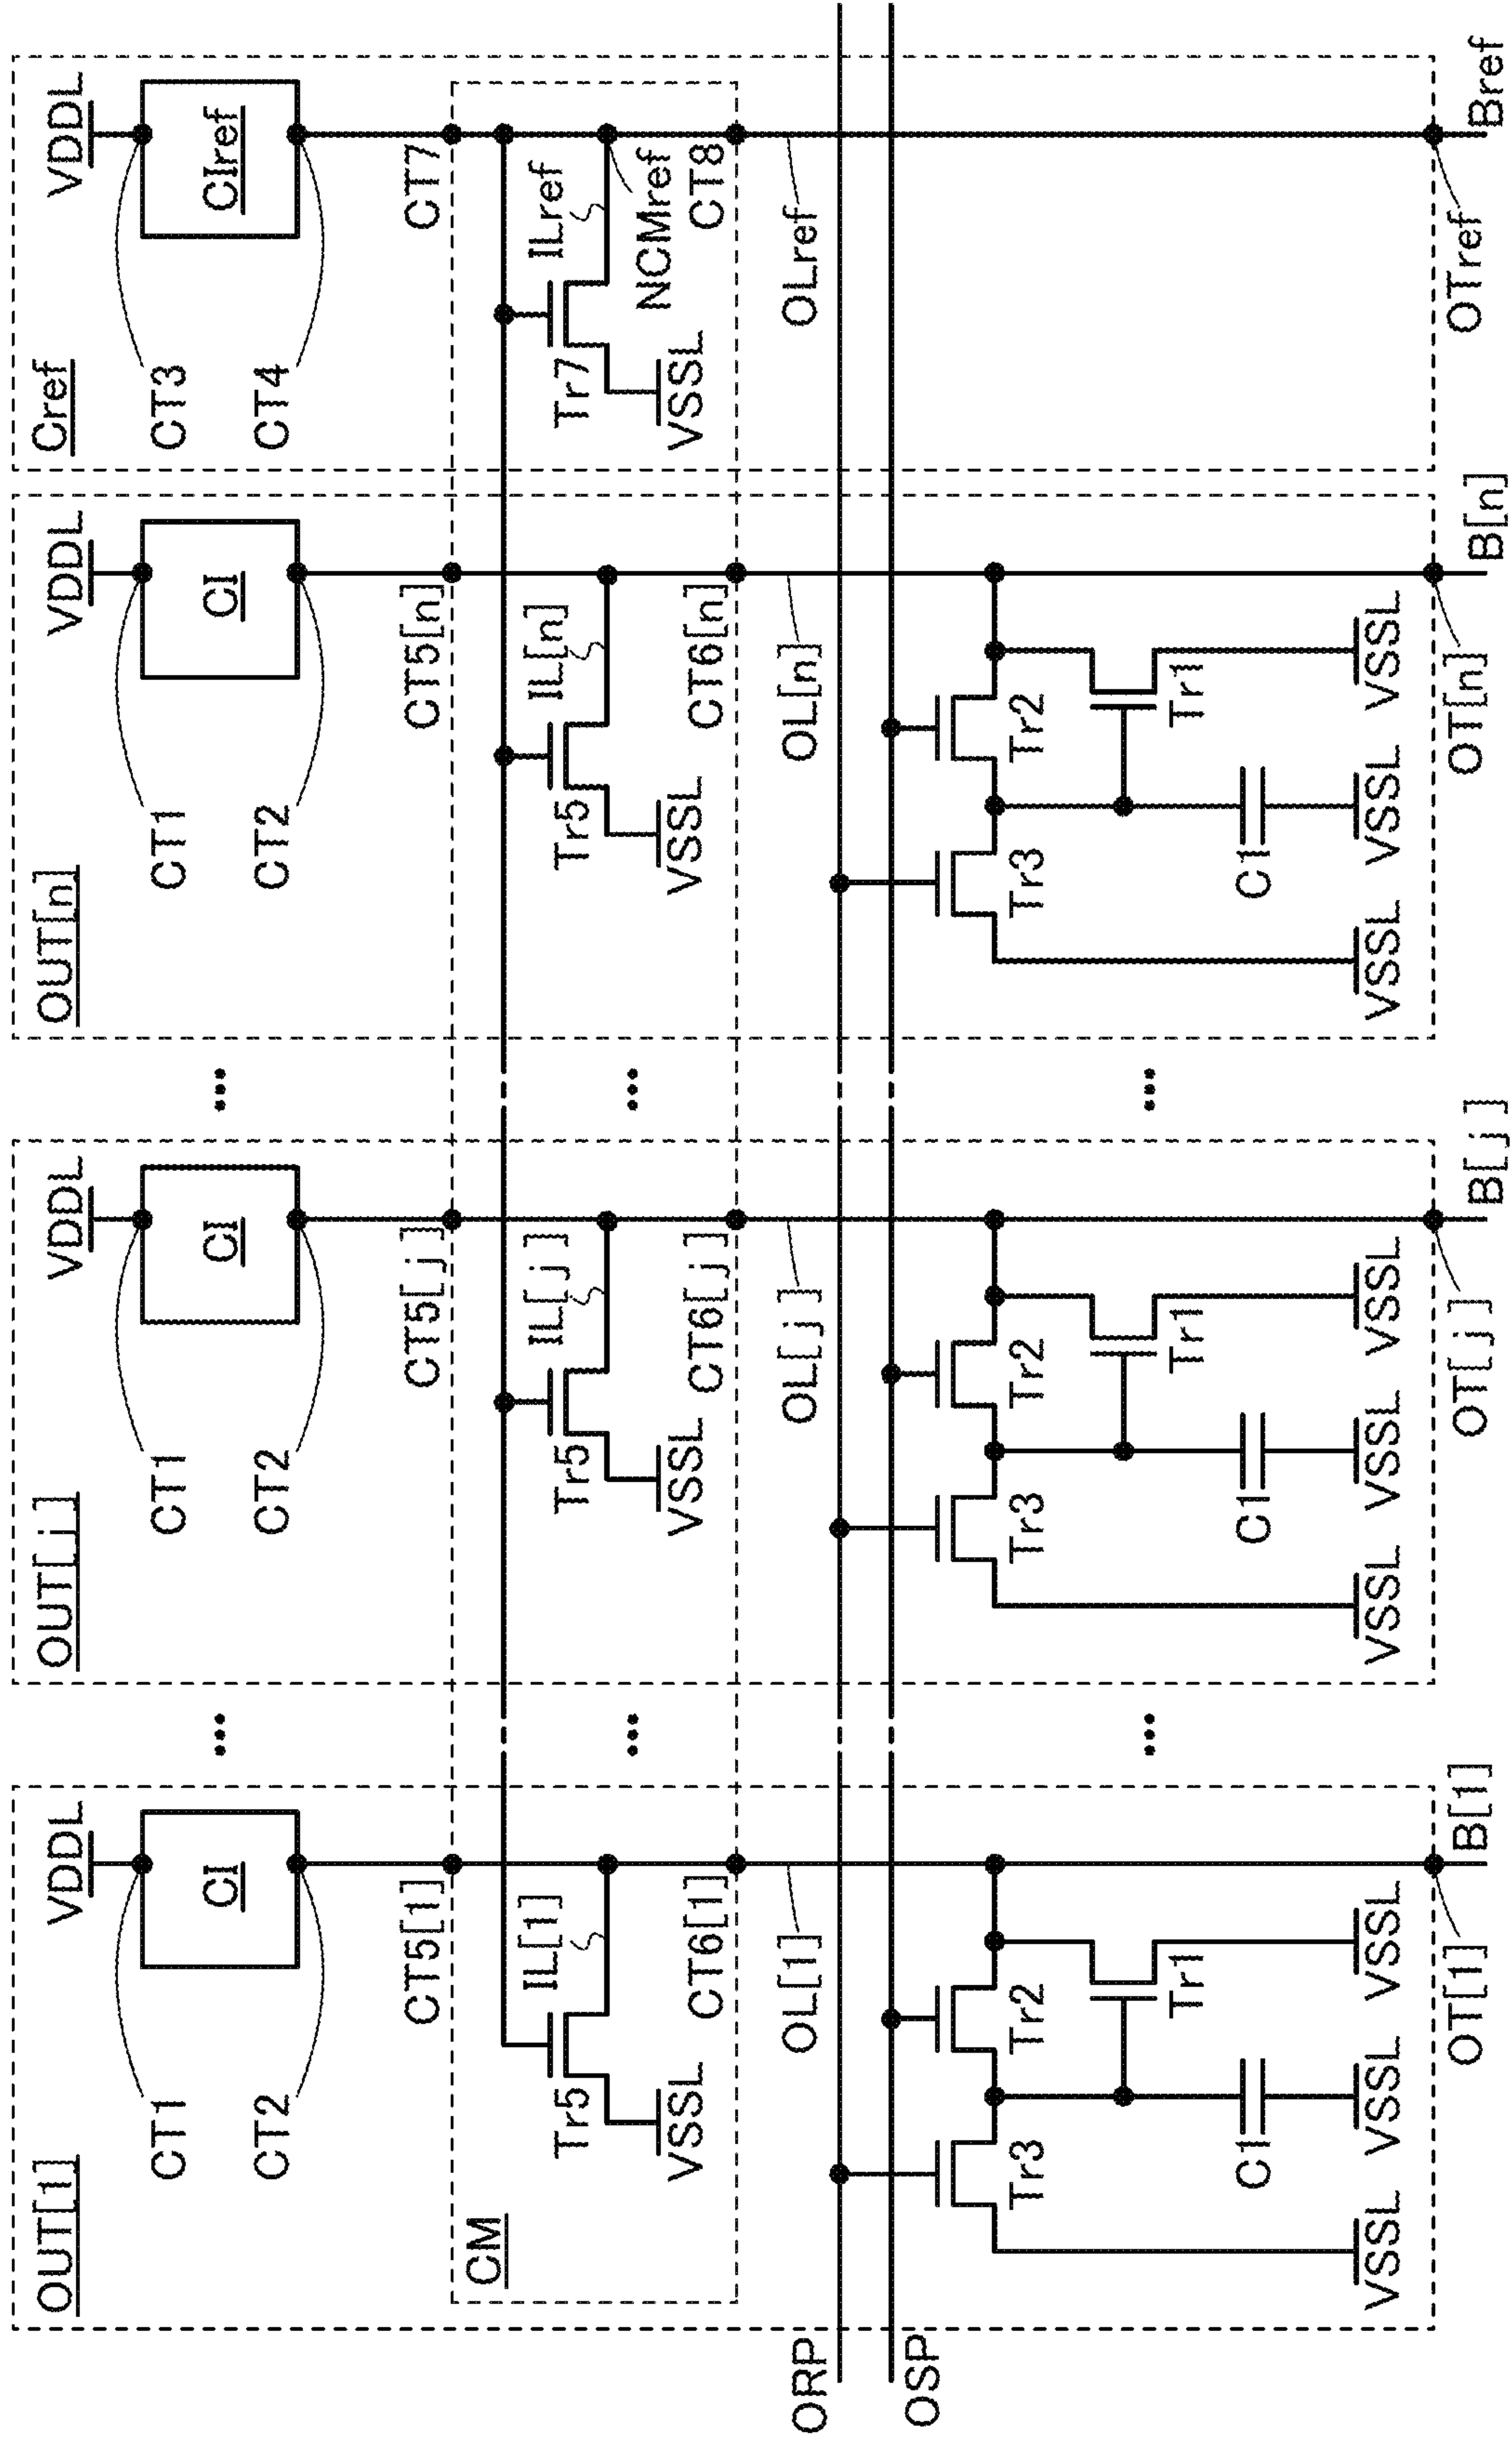 OUT[1]
VDDL
CI
CT1
CT2
CT5[1]
CM
IL[1]
Tr5
VSSL
CT6[1]
OL[1]
ORP
OSP
Tr3
Tr2
Tr1
C1
VSSL
VSSL
VSSL
OT[1]
B[1]
OUT[j]
VDDL
CI
CT1
CT2
CT5[j]
IL[j]
Tr5
VSSL
CT6[j]
OL[j]
Tr3
Tr2
Tr1
C1
VSSL
VSSL
VSSL
OT[j]
B[j]
OUT[n]
VDDL
CI
CT1
CT2
CT5[n]
IL[n]
Tr5
VSSL
CT6[n]
OL[n]
Tr3
Tr2
Tr1
C1
VSSL
VSSL
VSSL
OT[n]
B[n]
Cref
VDDL
CIref
CT3
CT4
CT7
ILref
Tr7
NCMref
VSSL
CT8
OLref
OTref
Bref